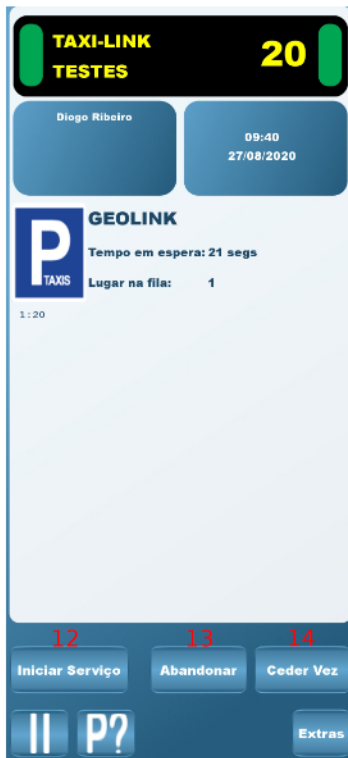 TAXI-LINK
20
TESTES
Diogo Ribeiro
09:40
27/08/2020
P
TAXIS
GEOLINK
Tempo em espera: 21 segs
Lugar na fila: 1
1:20
12 13 14
Iniciar Serviço Abandonar Ceder Vez
P? Extras